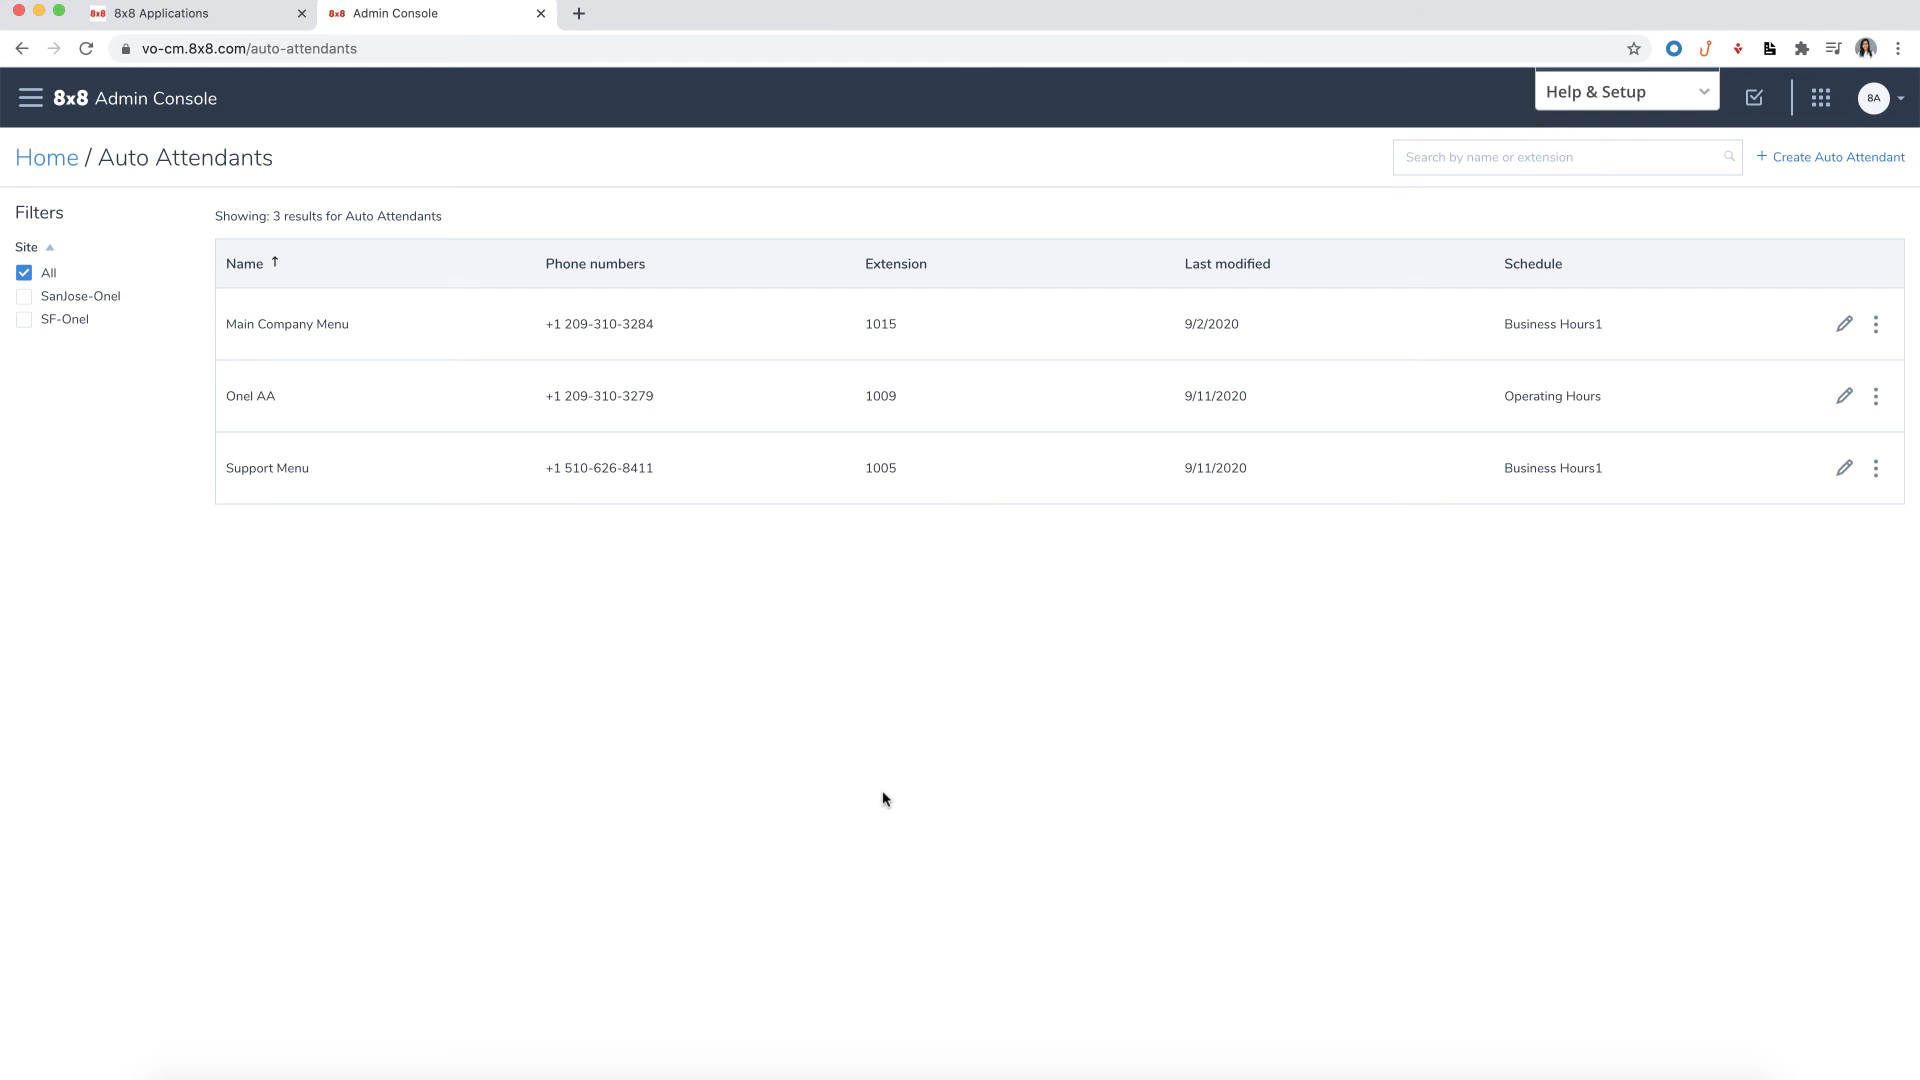 8x8 8x8 Applications 8x8 Admin Console
vo-cm.8x8.com/auto-attendants
8x8 Admin Console Help & Setup 8A
Home / Auto Attendants Search by name or extension + Create Auto Attendant
Filters
Showing: 3 results for Auto Attendants
Site
All
SanJose-Onel
SF-Onel
Name ↑ Phone numbers Extension Last modified Schedule
Main Company Menu +1 209-310-3284 1015 9/2/2020 Business Hours1
Onel AA +1 209-310-3279 1009 9/11/2020 Operating Hours
Support Menu +1 510-626-8411 1005 9/11/2020 Business Hours1